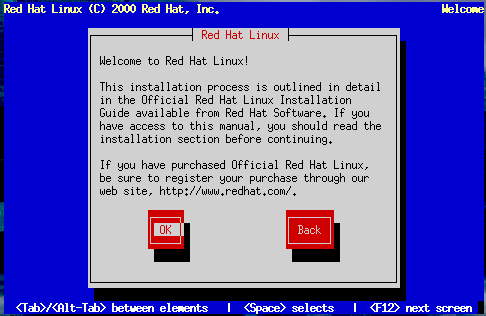 Red Hat Linux (C) 2000 Red Hat, Inc. Welcome
Red Hat Linux
Welcome to Red Hat Linux!
This installation process is outlined in detail
in the Official Red Hat Linux Installation
Guide available from Red Hat Software. If you
have access to this manual, you should read the
installation section before continuing.
If you have purchased Official Red Hat Linux,
be sure to register your purchase through our
web site, http://www.redhat.com/.
OK Back
<Tab>/<Alt-Tab> between elements | <Space> selects | <F12> next screen